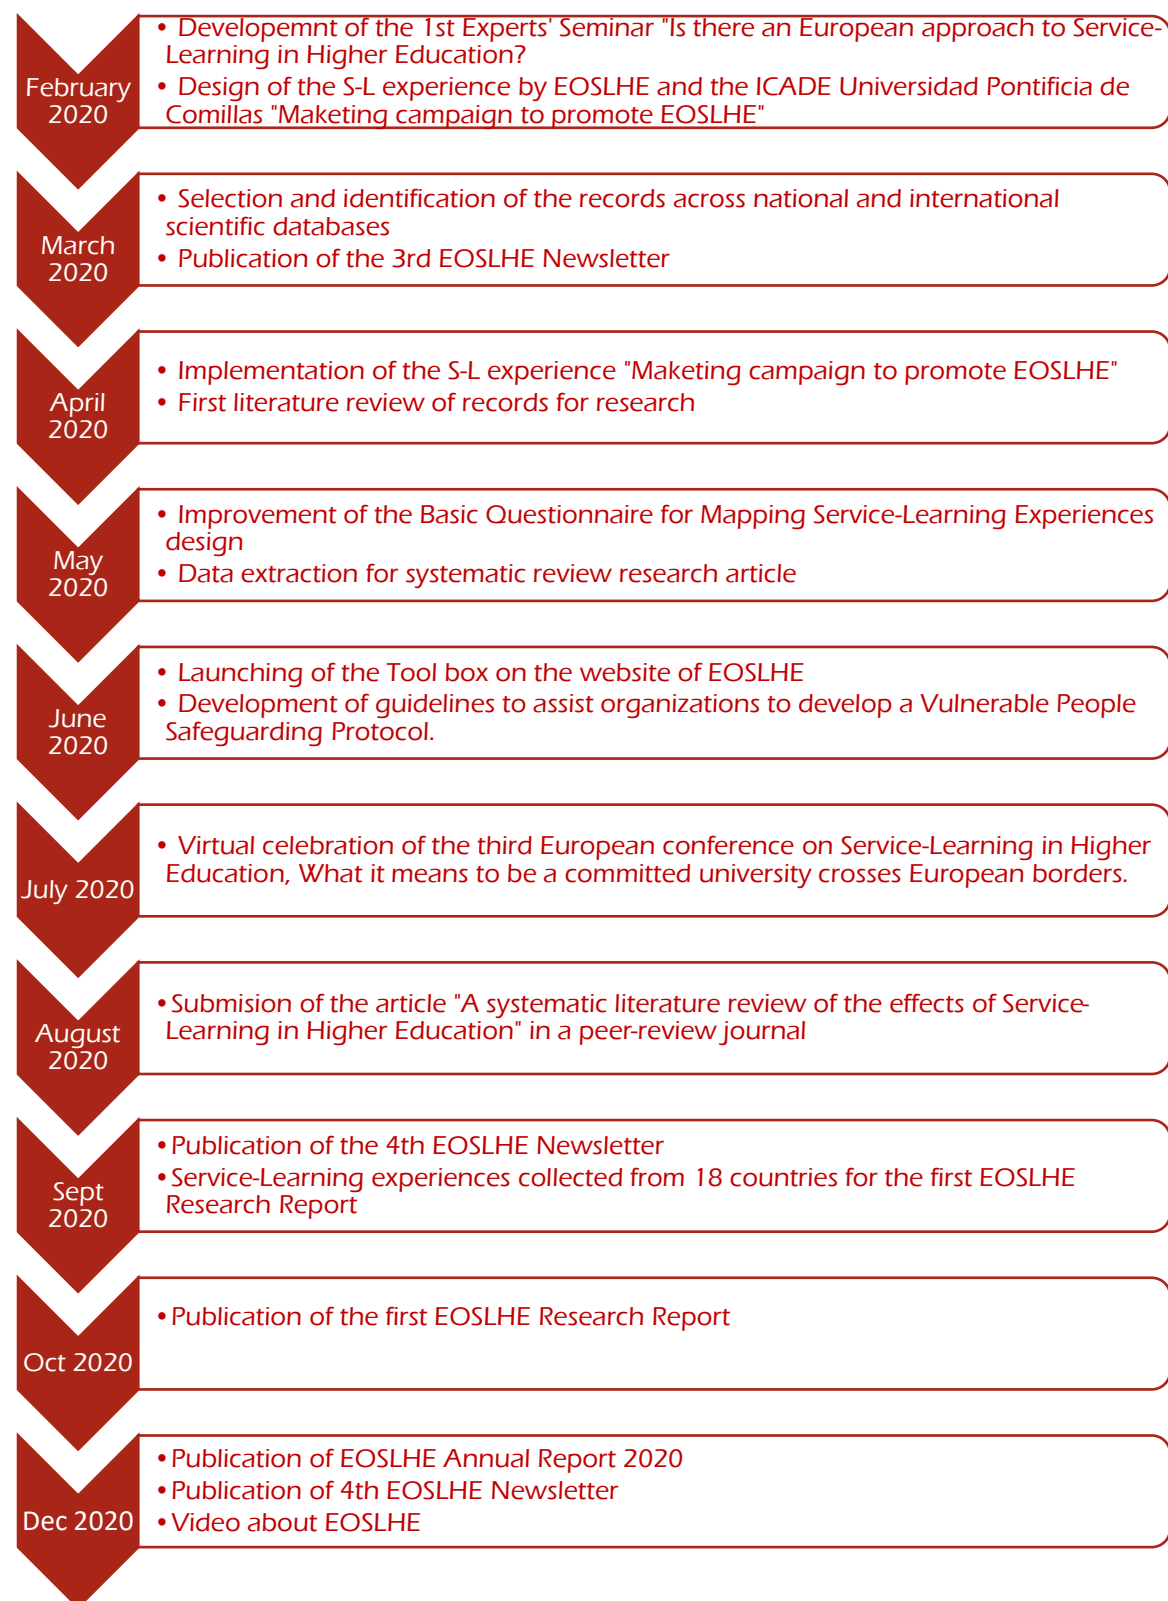 February
2020
• Developemnt of the 1st Experts' Seminar "Is there an European approach to Service-
Learning in Higher Education?
• Design of the S-L experience by EOSLHE and the ICADE Universidad Pontificia de
Comillas "Maketing campaign to promote EOSLHE"
March
2020
• Selection and identification of the records across national and international
scientific databases
• Publication of the 3rd EOSLHE Newsletter
April
2020
• Implementation of the S-L experience "Maketing campaign to promote EOSLHE"
• First literature review of records for research
May
2020
• Improvement of the Basic Questionnaire for Mapping Service-Learning Experiences
design
• Data extraction for systematic review research article
June
2020
• Launching of the Tool box on the website of EOSLHE
• Development of guidelines to assist organizations to develop a Vulnerable People
Safeguarding Protocol.
July 2020
• Virtual celebration of the third European conference on Service-Learning in Higher
Education, What it means to be a committed university crosses European borders.
August
2020
• Submision of the article "A systematic literature review of the effects of Service-
Learning in Higher Education" in a peer-review journal
Sept
2020
• Publication of the 4th EOSLHE Newsletter
• Service-Learning experiences collected from 18 countries for the first EOSLHE
Research Report
Oct 2020
• Publication of the first EOSLHE Research Report
Dec 2020
• Publication of EOSLHE Annual Report 2020
• Publication of 4th EOSLHE Newsletter
• Video about EOSLHE